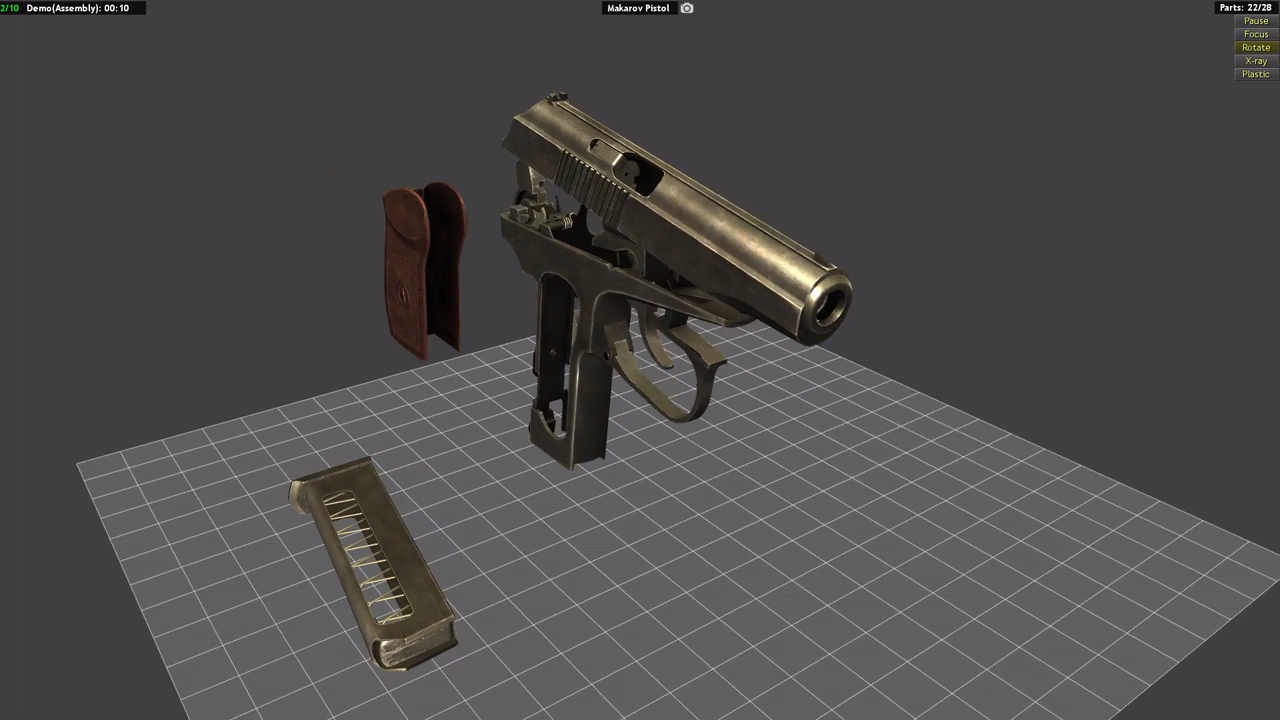 2/10 Demo(Assembly): 00:10
Makarov Pistol
Parts: 22/28
Pause
Focus
Rotate
X-ray
Plastic